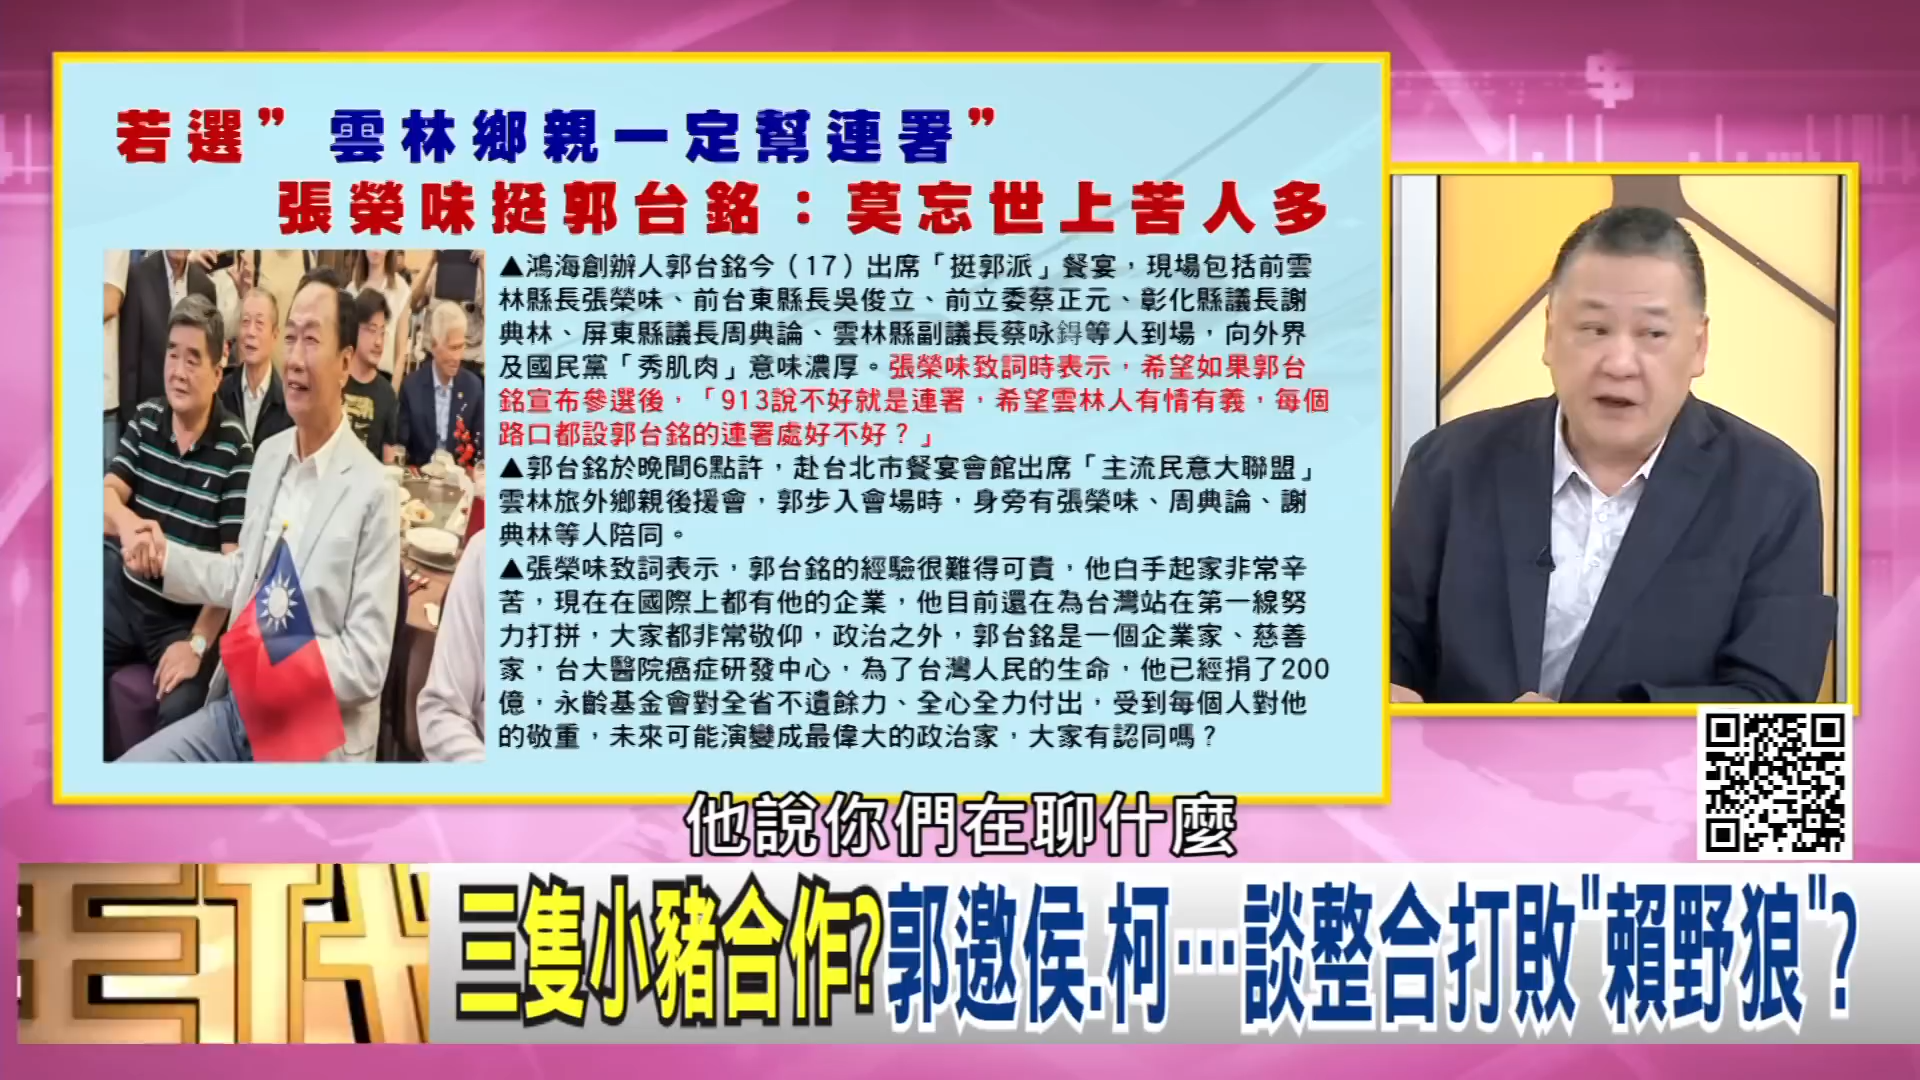 若選”雲林鄉親一定幫連署”
張榮味挺郭台銘：莫忘世上苦人多
▲鴻海創辦人郭台銘今（17）出席「挺郭派」餐宴，現場包括前雲
林縣長張榮味、前台東縣長吳俊立、前立委蔡正元、彰化縣議長謝
典林、屏東縣議長周典論、雲林縣副議長蔡咏鍀等人到場，向外界
及國民黨「秀肌肉」意味濃厚。張榮味致詞時表示，希望如果郭台
銘宣布參選後，「913說不好就是連署，希望雲林人有情有義，每個
路口都設郭台銘的連署處好不好？」
▲郭台銘於晚間6點許，赴台北市餐宴會館出席「主流民意大聯盟」
雲林旅外鄉親後援會，郭步入會場時，身旁有張榮味、周典論、謝
典林等人陪同。
▲張榮味致詞表示，郭台銘的經驗很難得可貴，他白手起家非常辛
苦，現在在國際上都有他的企業，他目前還在為台灣站在第一線努
力打拼，大家都非常敬仰，政治之外，郭台銘是一個企業家、慈善
家，台大醫院癌症研發中心，為了台灣人民的生命，他已經捐了200
億，永齡基金會對全省不遺餘力、全心全力付出，受到每個人對他
的敬重，未來可能演變成最偉大的政治家，大家有認同嗎？
他說你們在聊什麼
三隻小豬合作?郭邀侯.柯…談整合打敗"賴野狼"?